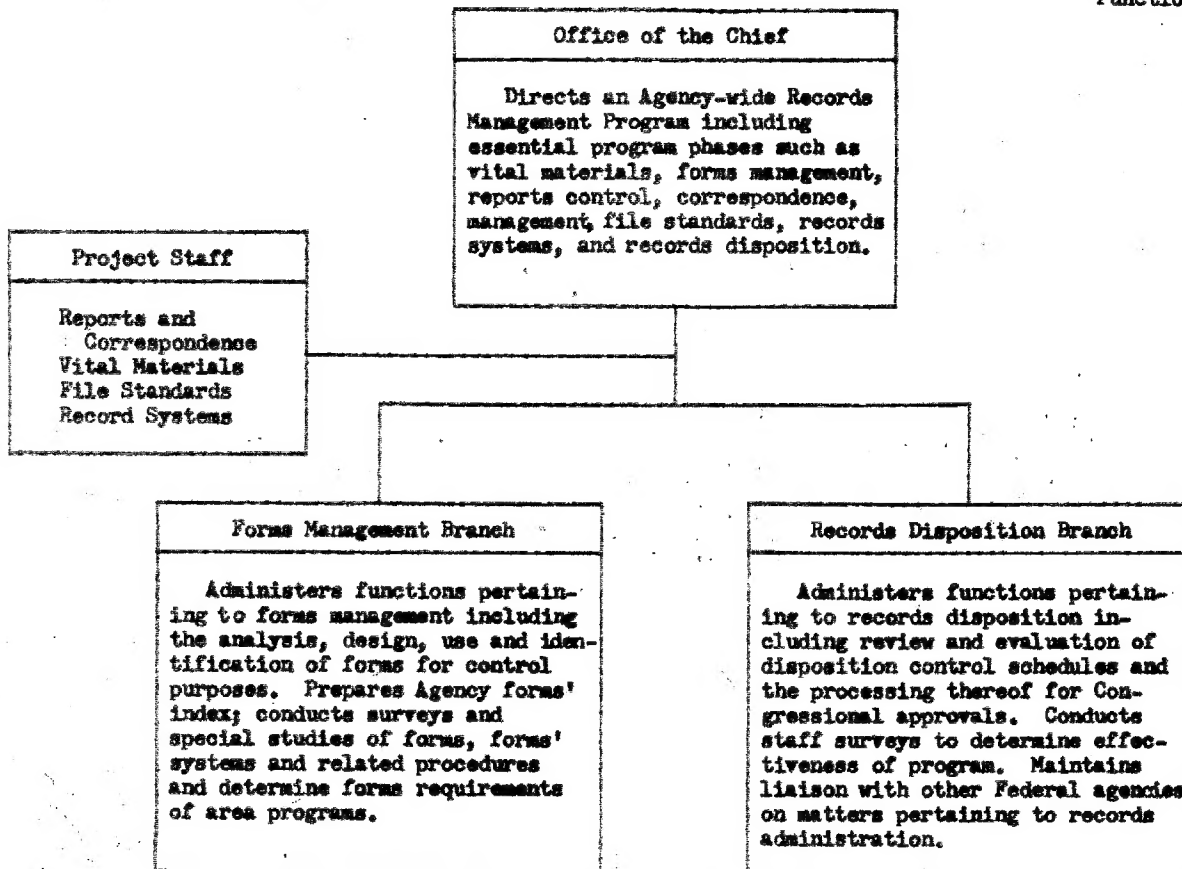 Functio
Office of the Chief
Directs an Agency-wide Records
Management Program including
essential program phases such as
vital materials, forms management,
reports control, correspondence,
management, file standards, records
systems, and records disposition.
Project Staff
Reports and
Correspondence
Vital Materials
File Standards
Record Systems
Forms Management Branch
Administers functions pertain-
ing to forms management including
the analysis, design, use and iden-
tification of forms for control
purposes. Prepares Agency forms'
index; conducts surveys and
special studies of forms, forms'
systems and related procedures
and determine forms requirements
of area programs.
Records Disposition Branch
Administers functions pertain-
ing to records disposition in-
cluding review and evaluation of
disposition control schedules and
the processing thereof for Con-
gressional approvals. Conducts
staff surveys to determine effec-
tiveness of program. Maintains
liaison with other Federal agencies
on matters pertaining to records
administration.